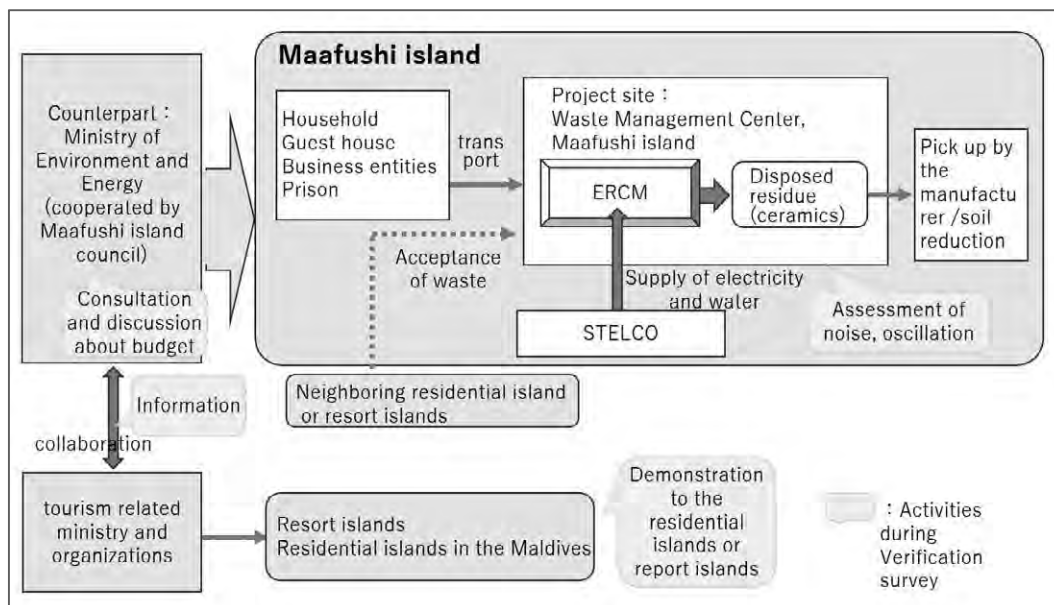 Maafushi island
Counterpart：
Ministry of
Environment and
Energy
(cooperated by
Maafushi island
council)
Consultation
and discussion
about budget
Household
Guest house
Business entities
Prison
trans
port
Project site：
Waste Management Center,
Maafushi island
ERCM
Disposed
residue
(ceramics)
Pick up by
the
manufactu
rer /soil
reduction
Acceptance
of waste
Supply of electricity
and water
STELCO
Assessment of
noise, oscillation
Neighboring residential island
or resort islands
Information
collaboration
tourism related
ministry and
organizations
Resort islands
Residential islands in the Maldives
Demonstration
to the
residential
islands or
report islands
：Activities
during
Verification
survey